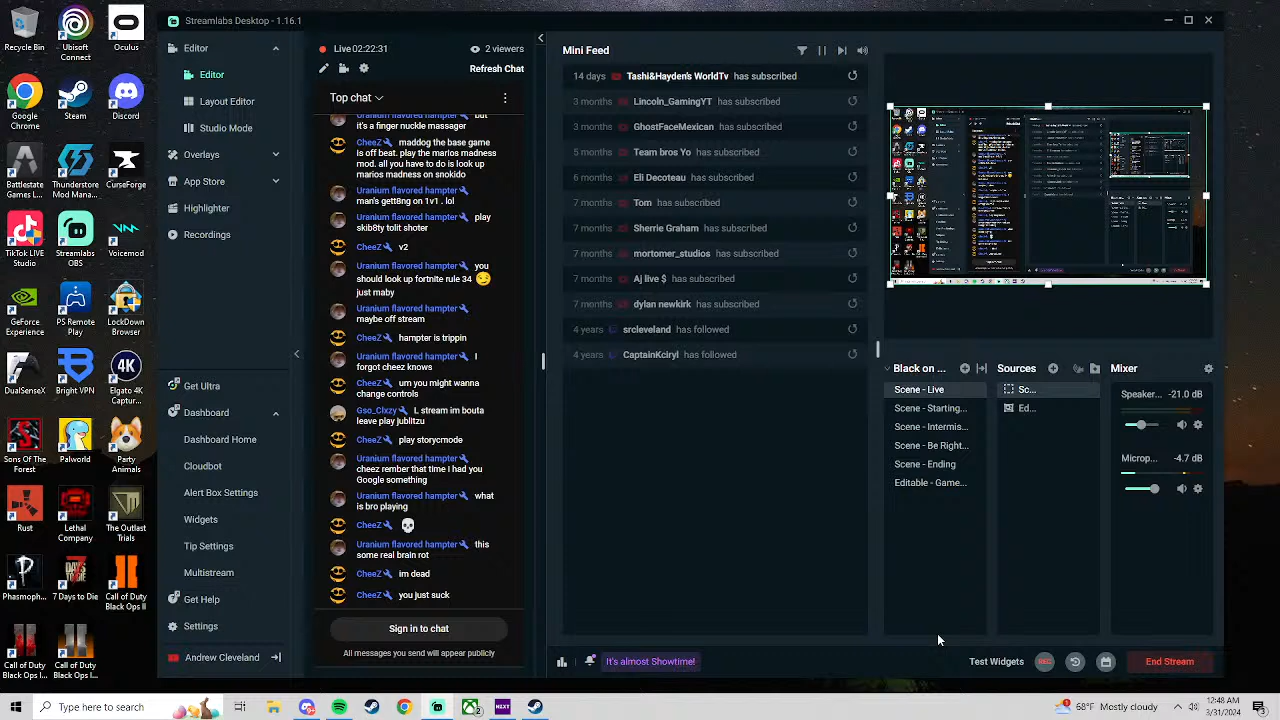 Recycle Bin
Ubisoft Connect
Oculus
Google Chrome
Steam
Discord
Battlestate Games L...
Thunderstore Mod Mana...
CurseForge
TikTok LIVE Studio
Streamlabs OBS
Voicemod
GeForce Experience
PS Remote Play
LockDown Browser
DualSenseX
Bright VPN
Elgato 4K ...
Sons Of The Forest
Palworld
Party Animals
Rust
Lethal Company
The Outlast Trials
Phasmoph...
7 Days to Die
Call of Duty Black Ops II
Call of Duty Black Ops I...
Call of Duty Black Ops I...
Streamlabs Desktop - 1.16.1
Editor
Editor
Layout Editor
Studio Mode
Overlays
App Store
Highlighter
Recordings
Get Ultra
Dashboard
Dashboard Home
Cloudbot
Alert Box Settings
Widgets
Tip Settings
Multistream
Get Help
Settings
Andrew Cleveland
Live 02:22:31
2 viewers
Refresh Chat
Top chat
Uranium flavored hampter but
it's a finger muckle massager
CheeZ maddog the base game
of beat. play the marlon madness
mod. all you have to do is look up
marlos madness on snokido
Uranium flavored hampter
he's getting on 1v1 . lol
Uranium flavored hampter play
skibidy toilt shoter
CheeZ v2
Uranium flavored hampter you
should look up fortnite rule 34
just maby
Uranium flavored hampter
maybe off stream
CheeZ hampter is trippin
Uranium flavored hampter I
forgot cheez knows
CheeZ um you might wanna
change controls
Gso_Clxzy L stream im bouta
leave play jublitzu
CheeZ play storycmode
Uranium flavored hampter
cheez rember that time I had you
Google something
Uranium flavored hampter what
is bro playing
CheeZ 💀
Uranium flavored hampter this
some real brain rot
CheeZ im dead
CheeZ you just suck
Sign in to chat
All messages you send will appear publicly
Mini Feed
14 days Tashi&Hayden's WorldTv has subscribed
3 months Lincoln_GamingYT has subscribed
3 months GhostFaceMexican has subscribed
5 months Team bros Yo has subscribed
6 months Eli Decoteau has subscribed
7 months Tom has subscribed
7 months Sherrie Graham has subscribed
7 months mortomer_studios has subscribed
7 months Aj live $ has subscribed
7 months dylan newkirk has subscribed
4 years srcleveland has followed
4 years CaptainKciryl has followed
It's almost Showtime!
Black on ...
Scene - Live
Scene - Starting...
Scene - Intermis...
Scene - Be Right...
Scene - Ending
Editable - Game...
Sources
Sc...
Ed...
Mixer
Speaker... -21.0 dB
Microp... -4.7 dB
Test Widgets
REC
End Stream
Type here to search
NZXT
68°F Mostly cloudy
12:48 AM
3/31/2024